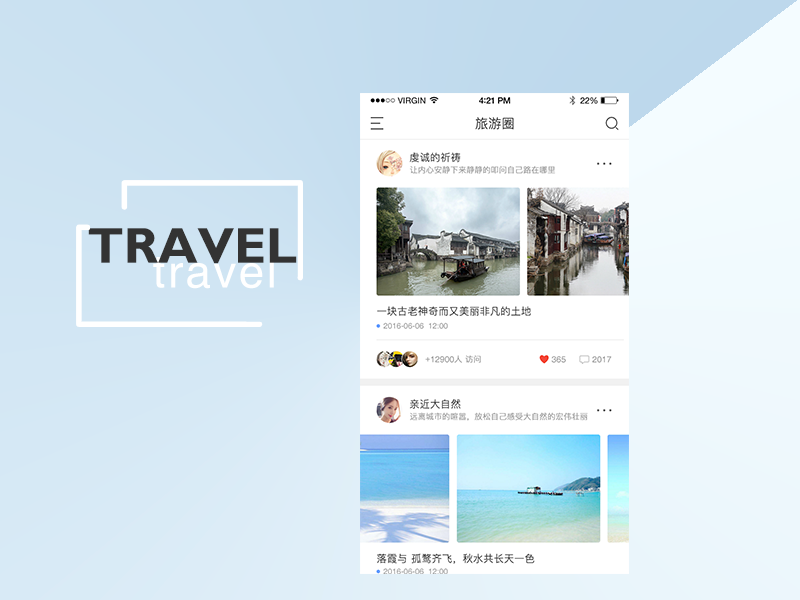 TRAVEL
travel
VIRGIN 4:21 PM 22%
旅游圈
虔诚的祈祷
让内心安静下来静静的叩问自己路在哪里
一块古老神奇而又美丽非凡的土地
2016-06-06 12:00
+12900人 访问 365 2017
亲近大自然
远离城市的喧嚣，放松自己感受大自然的宏伟壮丽
落霞与 孤鹜齐飞，秋水共长天一色
2016-06-06 12:00